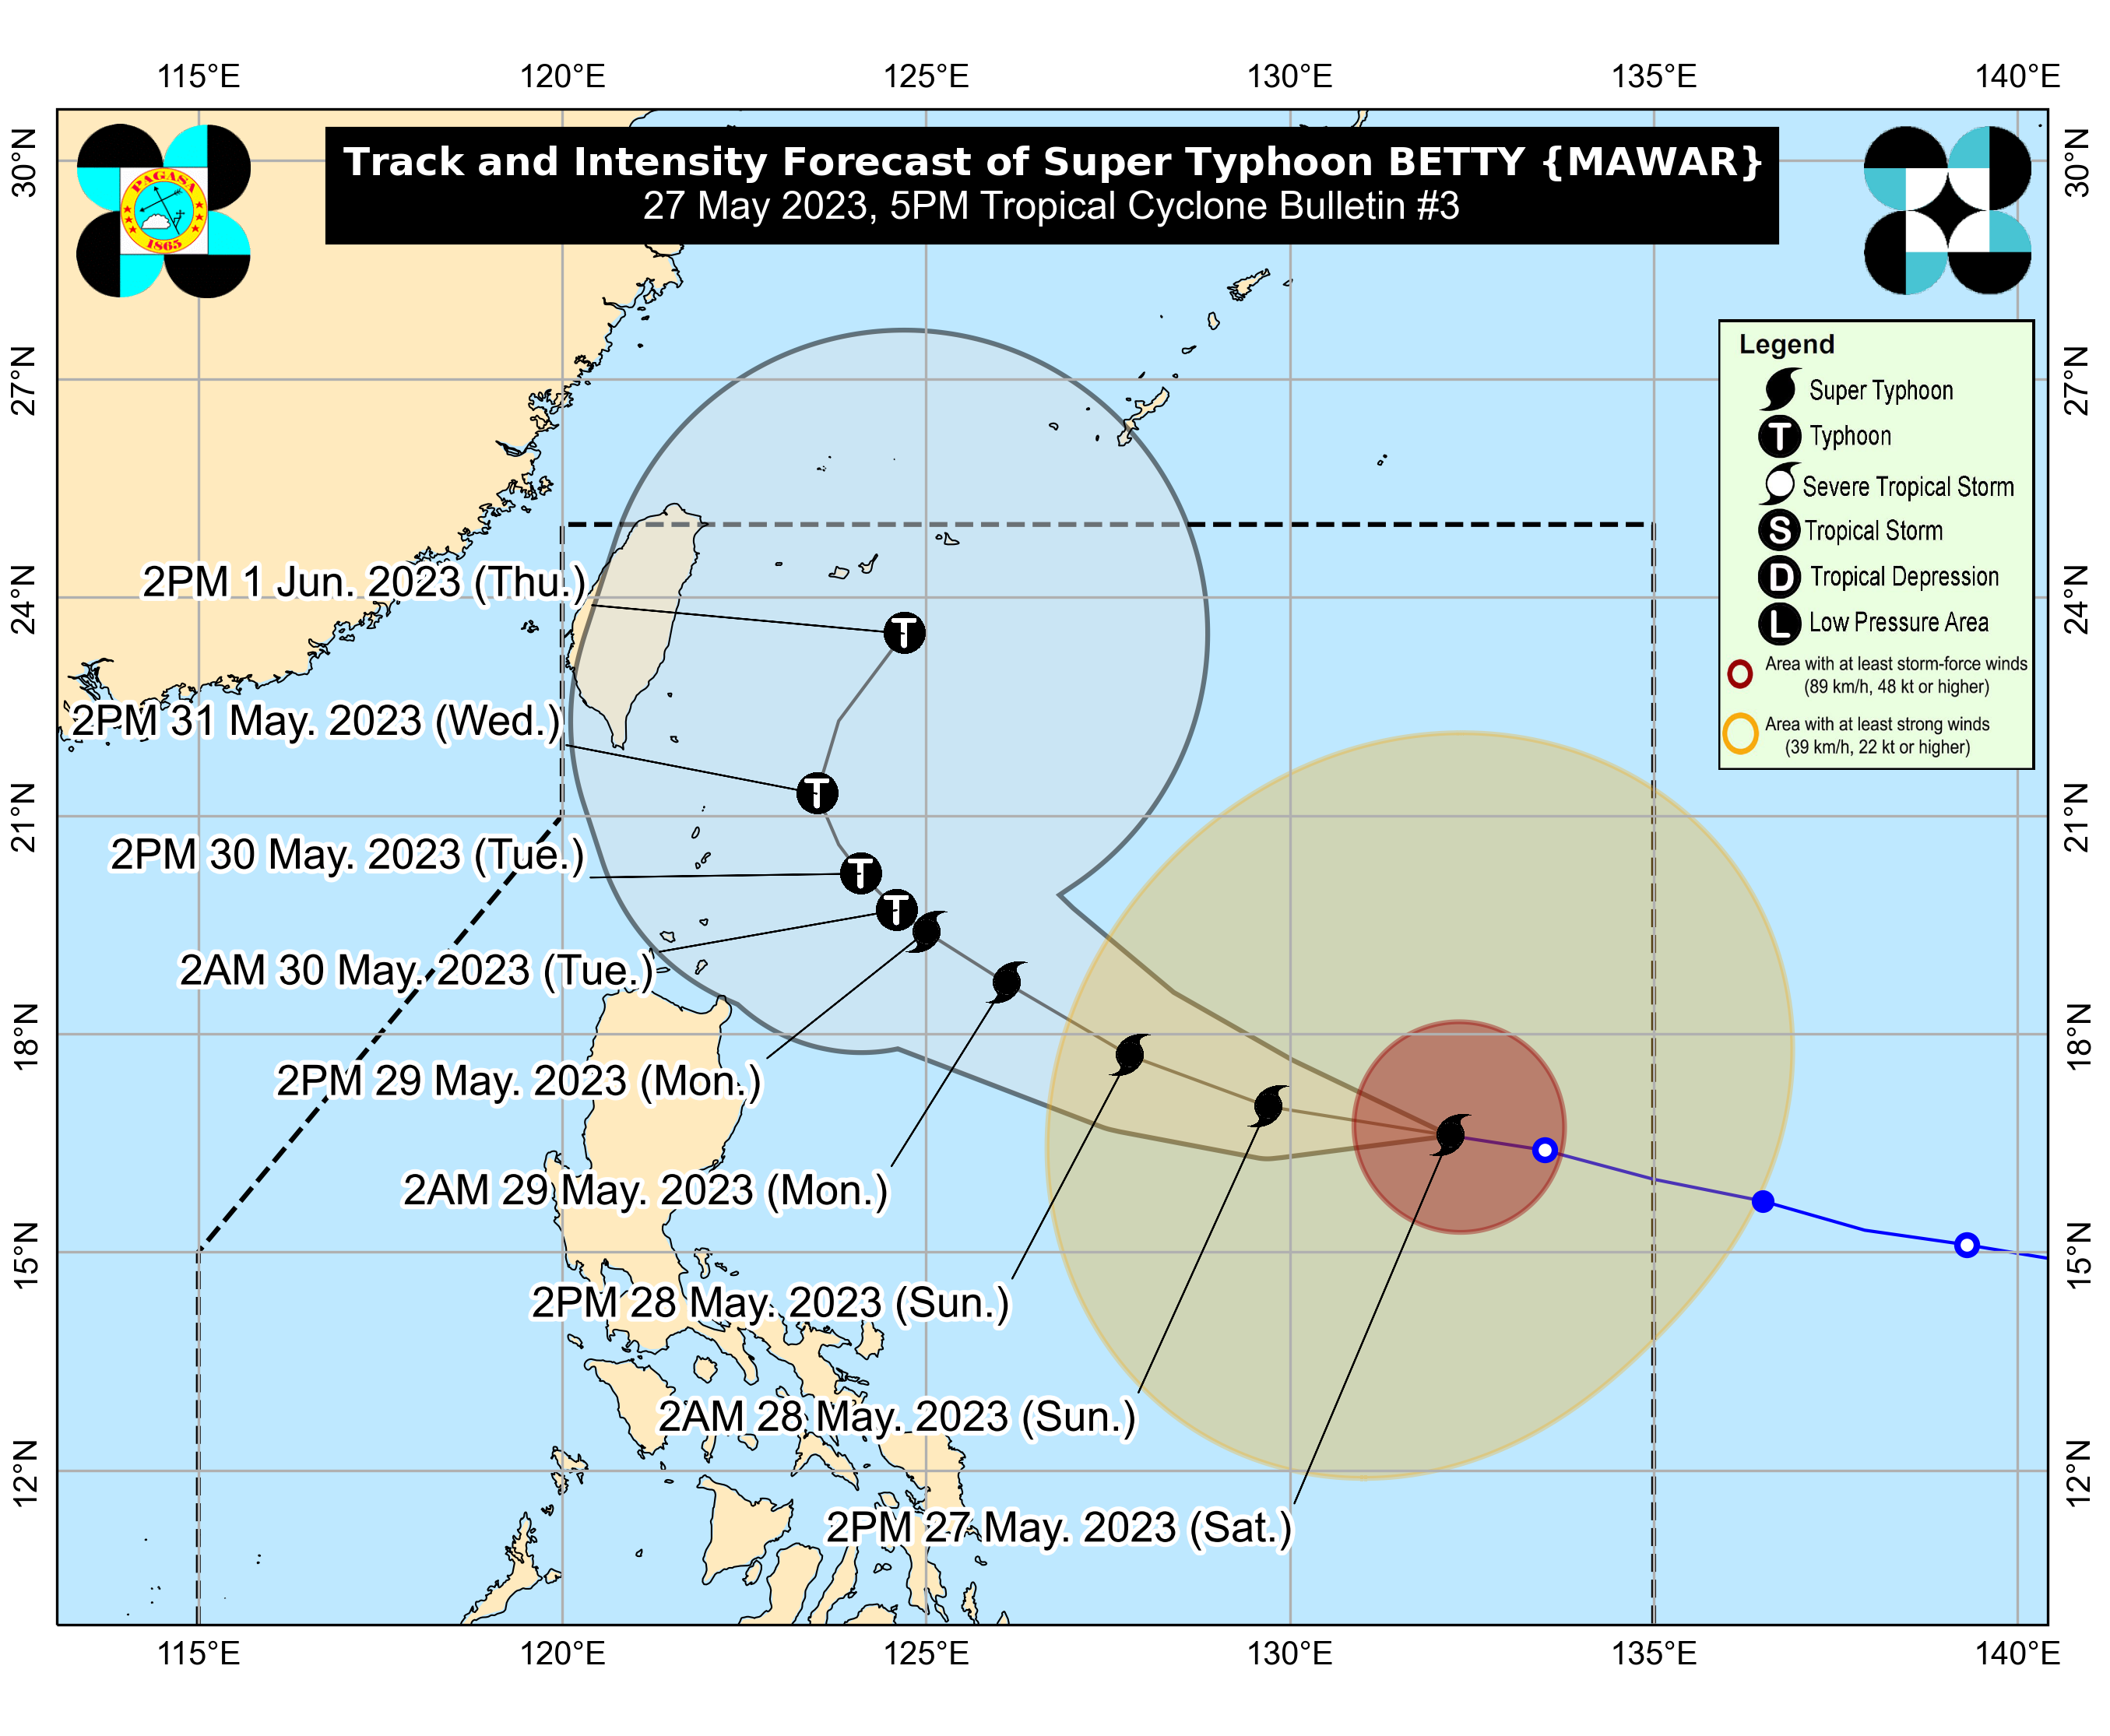 115°E 120°E 125°E 130°E 135°E 140°E
Track and Intensity Forecast of Super Typhoon BETTY {MAWAR}
27 May 2023, 5PM Tropical Cyclone Bulletin #3
PAGASA
1865
30°N 30°N
27°N 27°N
24°N 24°N
21°N 21°N
18°N 18°N
15°N 15°N
12°N 12°N
Legend
Super Typhoon
T Typhoon
Severe Tropical Storm
S Tropical Storm
D Tropical Depression
L Low Pressure Area
Area with at least storm-force winds
(89 km/h, 48 kt or higher)
Area with at least strong winds
(39 km/h, 22 kt or higher)
2PM 1 Jun. 2023 (Thu.)
T
2PM 31 May. 2023 (Wed.)
T
2PM 30 May. 2023 (Tue.)
T
T
2AM 30 May. 2023 (Tue.)
2PM 29 May. 2023 (Mon.)
2AM 29 May. 2023 (Mon.)
2PM 28 May. 2023 (Sun.)
2AM 28 May. 2023 (Sun.)
2PM 27 May. 2023 (Sat.)
115°E 120°E 125°E 130°E 135°E 140°E